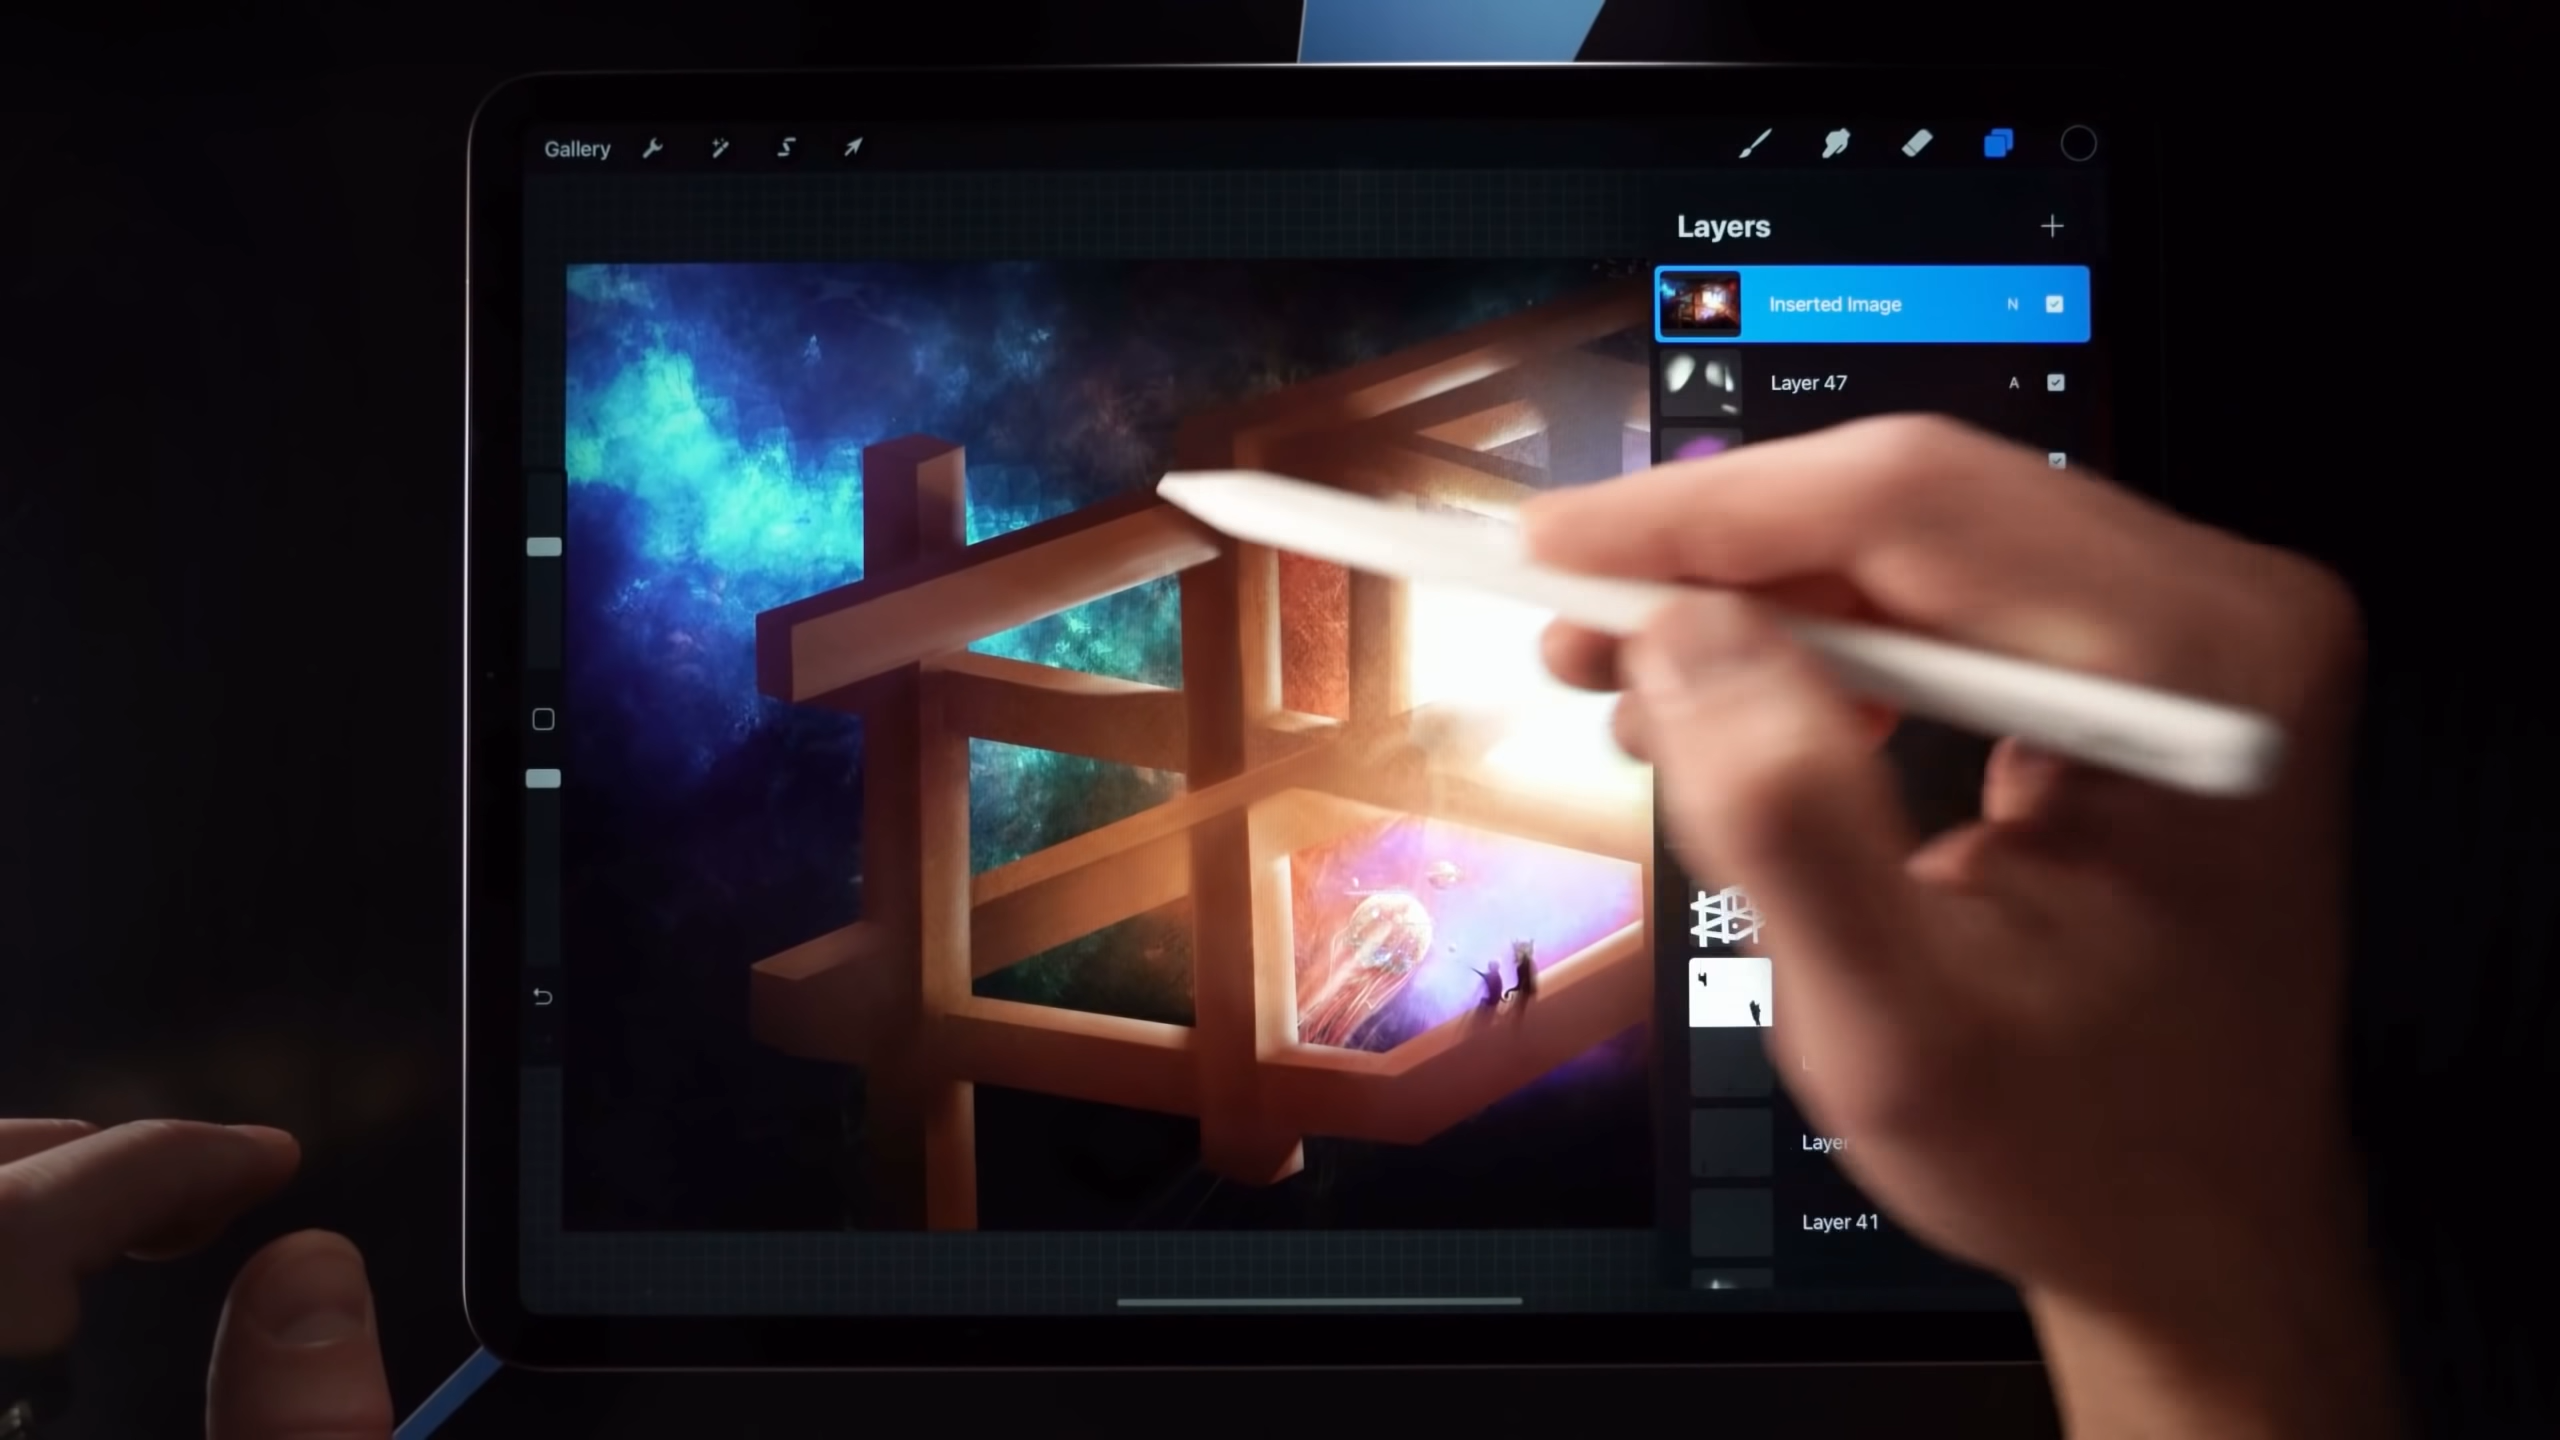 Gallery
Layers
Inserted Image N
Layer 47 A
Layer 41